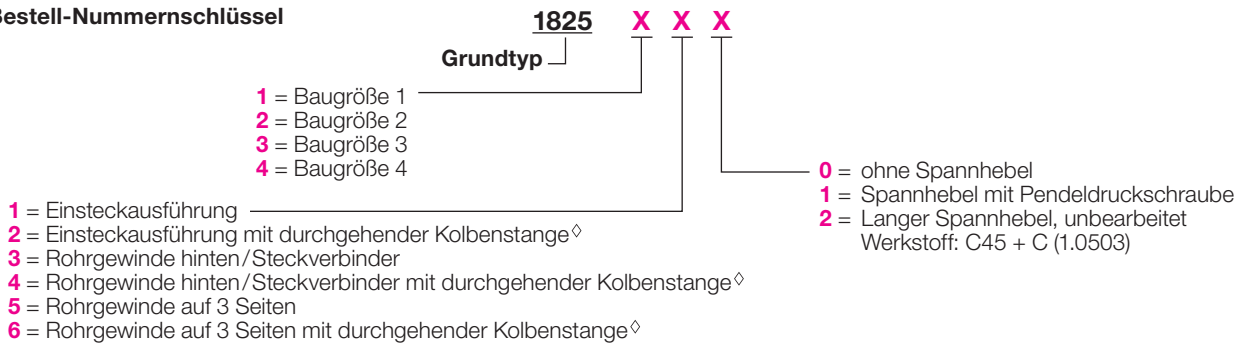 Bestell-Nummernschlüssel
1825 X X X
Grundtyp
1 = Baugröße 1
2 = Baugröße 2
3 = Baugröße 3
4 = Baugröße 4
0 = ohne Spannhebel
1 = Spannhebel mit Pendeldruckschraube
2 = Langer Spannhebel, unbearbeitet
Werkstoff: C45 + C (1.0503)
1 = Einsteckausführung
2 = Einsteckausführung mit durchgehender Kolbenstange◊
3 = Rohrgewinde hinten/Steckverbinder
4 = Rohrgewinde hinten/Steckverbinder mit durchgehender Kolbenstange◊
5 = Rohrgewinde auf 3 Seiten
6 = Rohrgewinde auf 3 Seiten mit durchgehender Kolbenstange◊